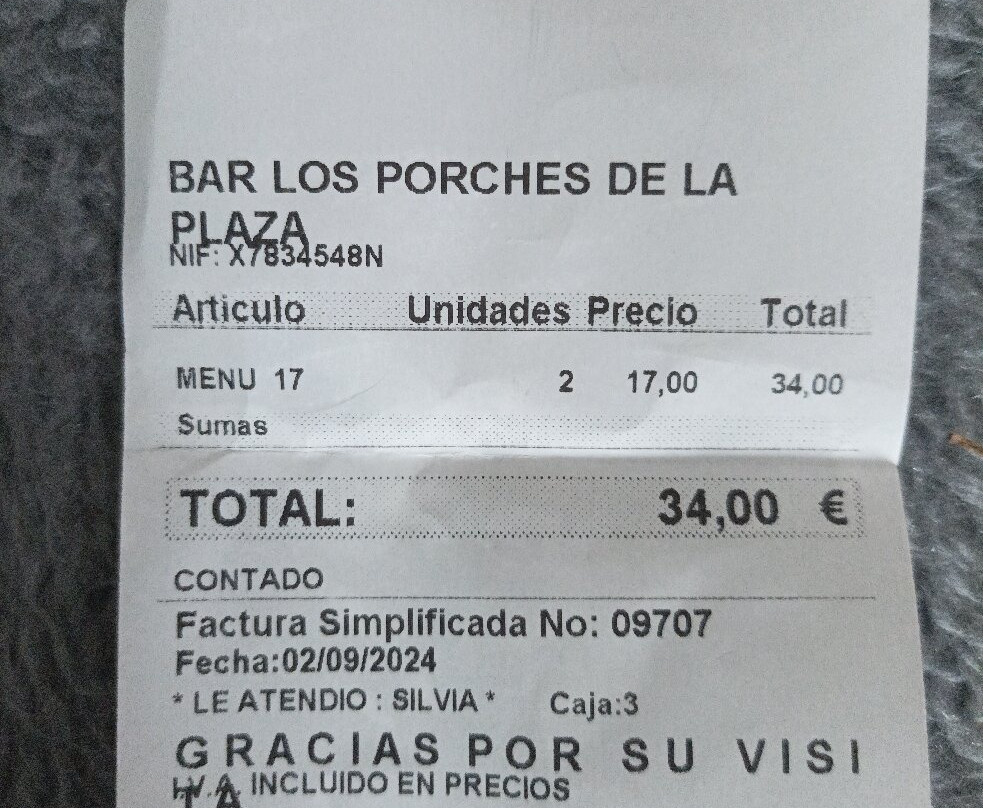 BAR LOS PORCHES DE LA
PLAZA
NIF: X7834548N
Articulo Unidades Precio Total
MENU 17 2 17,00 34,00
Sumas
TOTAL: 34,00 €
CONTADO
Factura Simplificada No: 09707
Fecha:02/09/2024
* LE ATENDIO : SILVIA * Caja:3
GRACIAS POR SU VISI
TA
I.V.A. INCLUIDO EN PRECIOS